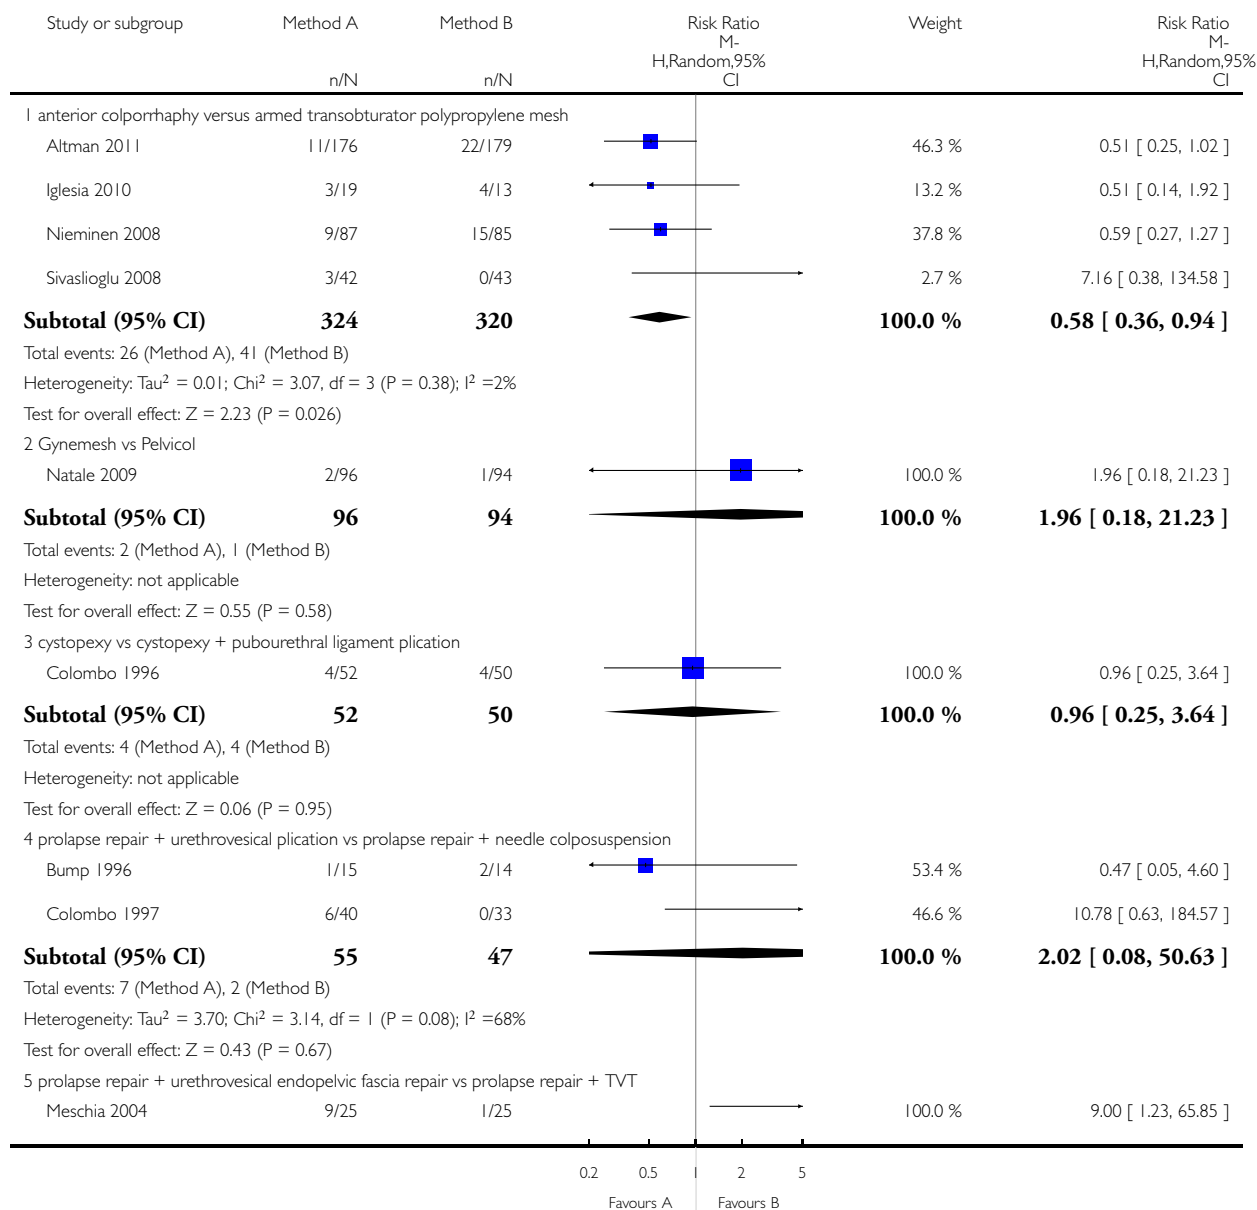 Study or subgroup Method A Method B Risk Ratio Weight Risk Ratio
M- M-
H,Random,95% H,Random,95%
n/N n/N CI CI
1 anterior colporrhaphy versus armed transobturator polypropylene mesh
Altman 2011 11/176 22/179 46.3 % 0.51 [ 0.25, 1.02 ]
Iglesia 2010 3/19 4/13 13.2 % 0.51 [ 0.14, 1.92 ]
Nieminen 2008 9/87 15/85 37.8 % 0.59 [ 0.27, 1.27 ]
Sivaslioglu 2008 3/42 0/43 2.7 % 7.16 [ 0.38, 134.58 ]
Subtotal (95% CI) 324 320 100.0 % 0.58 [ 0.36, 0.94 ]
Total events: 26 (Method A), 41 (Method B)
Heterogeneity: Tau² = 0.01; Chi² = 3.07, df = 3 (P = 0.38); I² =2%
Test for overall effect: Z = 2.23 (P = 0.026)
2 Gynemesh vs Pelvicol
Natale 2009 2/96 1/94 100.0 % 1.96 [ 0.18, 21.23 ]
Subtotal (95% CI) 96 94 100.0 % 1.96 [ 0.18, 21.23 ]
Total events: 2 (Method A), 1 (Method B)
Heterogeneity: not applicable
Test for overall effect: Z = 0.55 (P = 0.58)
3 cystopexy vs cystopexy + pubourethral ligament plication
Colombo 1996 4/52 4/50 100.0 % 0.96 [ 0.25, 3.64 ]
Subtotal (95% CI) 52 50 100.0 % 0.96 [ 0.25, 3.64 ]
Total events: 4 (Method A), 4 (Method B)
Heterogeneity: not applicable
Test for overall effect: Z = 0.06 (P = 0.95)
4 prolapse repair + urethrovesical plication vs prolapse repair + needle colposuspension
Bump 1996 1/15 2/14 53.4 % 0.47 [ 0.05, 4.60 ]
Colombo 1997 6/40 0/33 46.6 % 10.78 [ 0.63, 184.57 ]
Subtotal (95% CI) 55 47 100.0 % 2.02 [ 0.08, 50.63 ]
Total events: 7 (Method A), 2 (Method B)
Heterogeneity: Tau² = 3.70; Chi² = 3.14, df = 1 (P = 0.08); I² =68%
Test for overall effect: Z = 0.43 (P = 0.67)
5 prolapse repair + urethrovesical endopelvic fascia repair vs prolapse repair + TVT
Meschia 2004 9/25 1/25 100.0 % 9.00 [ 1.23, 65.85 ]
0.2 0.5 1 2 5
Favours A Favours B